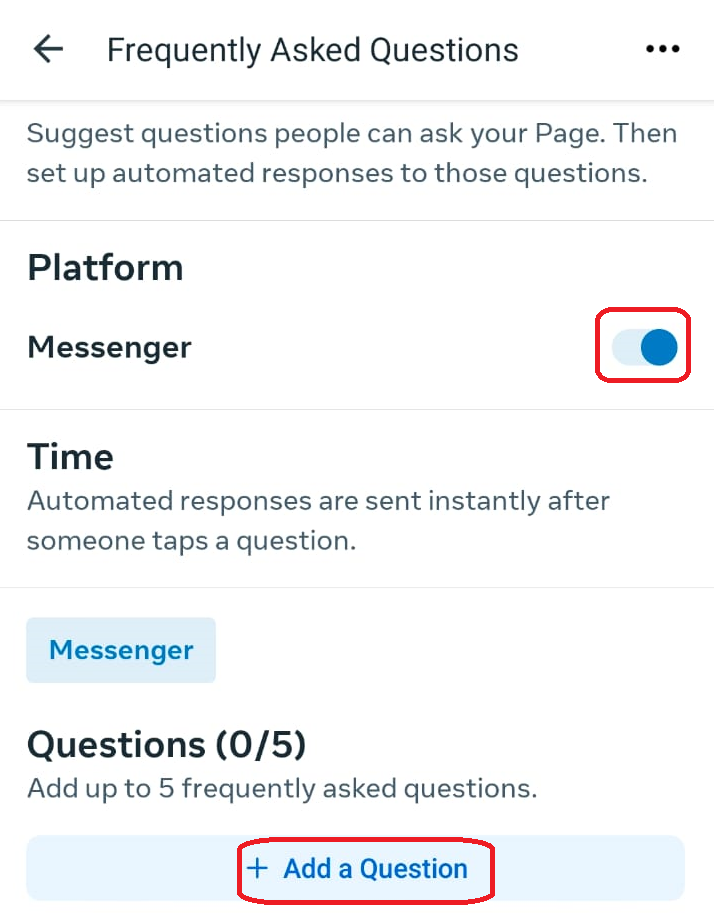 Frequently Asked Questions
Suggest questions people can ask your Page. Then
set up automated responses to those questions.
Platform
Messenger
Time
Automated responses are sent instantly after
someone taps a question.
Messenger
Questions (0/5)
Add up to 5 frequently asked questions.
+ Add a Question